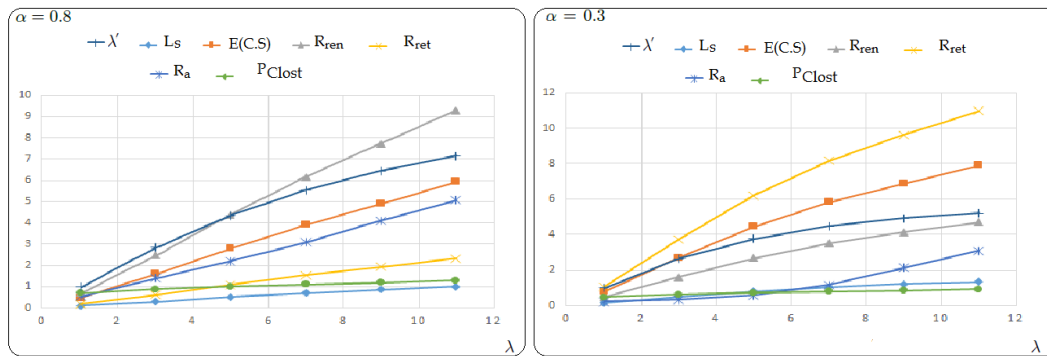 α = 0.8
λ′ Ls E(C.S) Rren Rret
Ra PClost
10
9
8
7
6
5
4
3
2
1
0
0 2 4 6 8 10 12
λ
α = 0.3
λ′ Ls E(C.S) Rren Rret
Ra PClost
12
10
8
6
4
2
0
0 2 4 6 8 10 12
λ